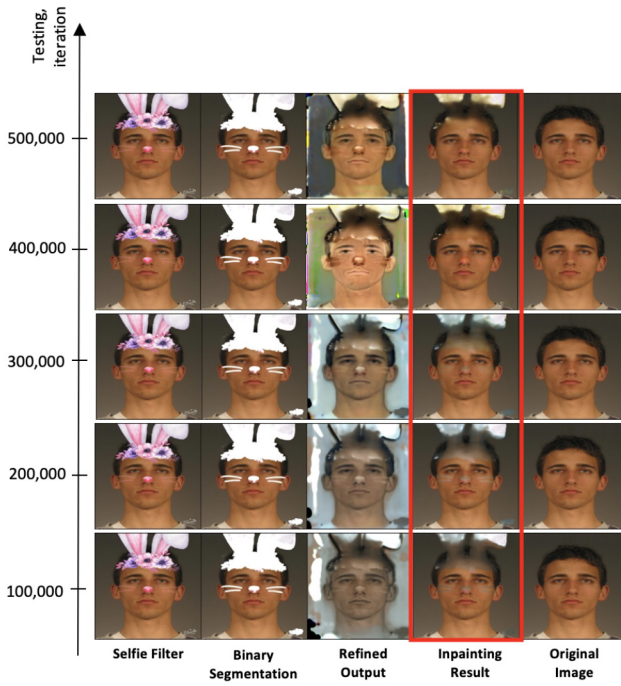 Testing,
iteration
500,000
400,000
300,000
200,000
100,000
Selfie Filter
Binary
Segmentation
Refined
Output
Inpainting
Result
Original
Image